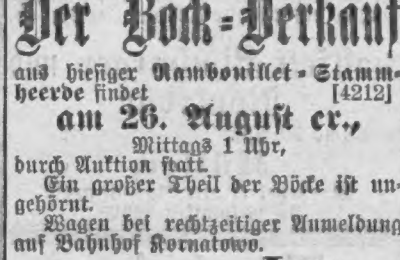 Der Bock-Verkauf
aus hiesiger Rambouillet-Stamm-
heerde findet [4212]
am 26. August cr.,
Mittags 1 Uhr,
durch Auktion statt.
Ein großer Theil der Böcke ist un-
gehörnt.
Wagen bei rechtzeitiger Anmeldung
auf Bahnhof Kornatowo.